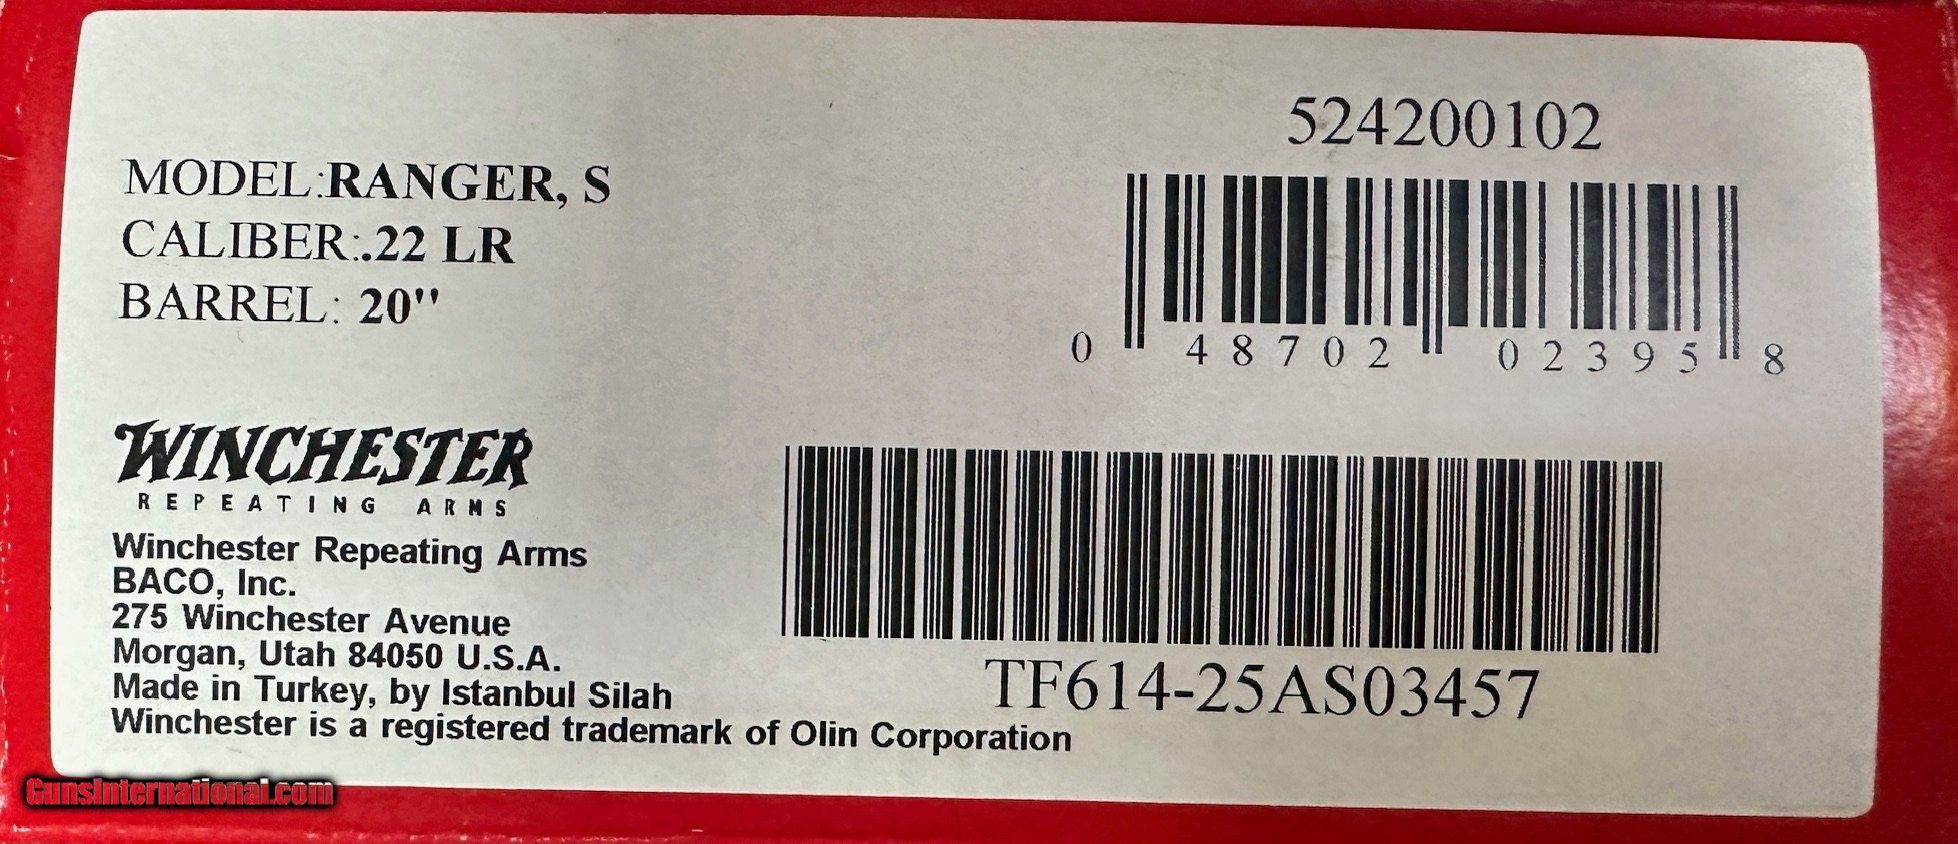 524200102
MODEL:RANGER, S
CALIBER:.22 LR
BARREL: 20"
0 48702 02395 8
WINCHESTER
REPEATING ARMS
Winchester Repeating Arms
BACO, Inc.
275 Winchester Avenue
Morgan, Utah 84050 U.S.A.
Made in Turkey, by Istanbul Silah
Winchester is a registered trademark of Olin Corporation
TF614-25AS03457
GunsInternational.com